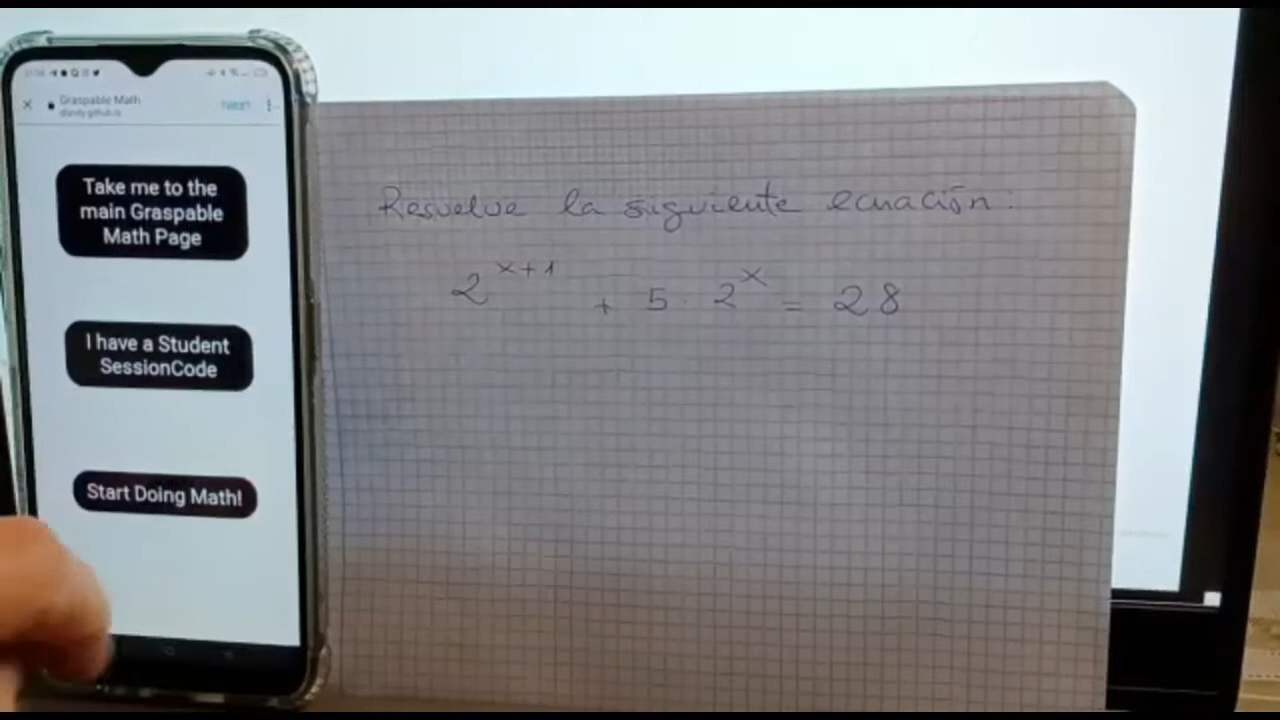 Graspable Math
Take me to the
main Graspable
Math Page
I have a Student
SessionCode
Start Doing Math!
Resuelve la siguiente ecuación:
2^{x+1} + 5 · 2^x = 28